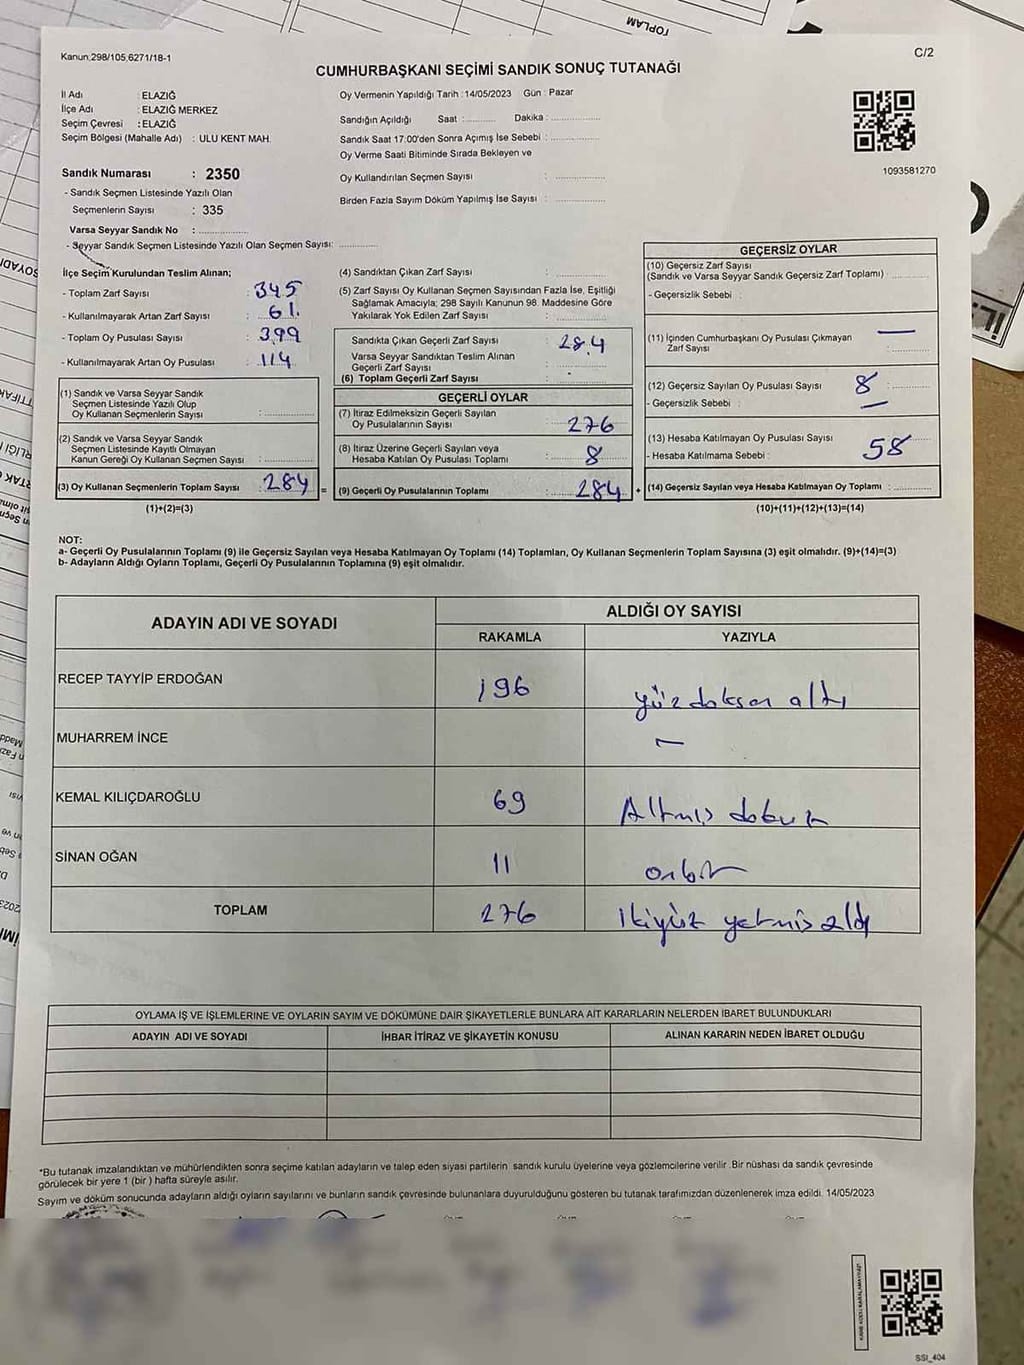 TOPLAM
Kanun;298/105,6271/18-1
C/2
CUMHURBAŞKANI SEÇİMİ SANDIK SONUÇ TUTANAĞI
İl Adı : ELAZIĞ
İlçe Adı : ELAZIĞ MERKEZ
Seçim Çevresi : ELAZIĞ
Seçim Bölgesi (Mahalle Adı) : ULU KENT MAH.
Sandık Numarası : 2350
- Sandık Seçmen Listesinde Yazılı Olan
Seçmenlerin Sayısı : 335
Varsa Seyyar Sandık No :
- Seyyar Sandık Seçmen Listesinde Yazılı Olan Seçmen Sayısı:
Oy Vermenin Yapıldığı Tarih :14/05/2023 Gün : Pazar
Sandığın Açıldığı Saat : Dakika :
Sandık Saat 17.00'den Sonra Açımış İse Sebebi :
Oy Verme Saati Bitiminde Sırada Bekleyen ve
Oy Kullandırılan Seçmen Sayısı :
Birden Fazla Sayım Döküm Yapılmış İse Sayısı :
1093581270
İlçe Seçim Kurulundan Teslim Alınan;
- Toplam Zarf Sayısı : 345
- Kullanılmayarak Artan Zarf Sayısı : 61.
- Toplam Oy Pusulası Sayısı : 399
- Kullanılmayarak Artan Oy Pusulası : 114
(1) Sandık ve Varsa Seyyar Sandık
Seçmen Listesinde Yazılı Olup
Oy Kullanan Seçmenlerin Sayısı :
(2) Sandık ve Varsa Seyyar Sandık
Seçmen Listesinde Kayıtlı Olmayan
Kanun Gereği Oy Kullanan Seçmen Sayısı :
(3) Oy Kullanan Seçmenlerin Toplam Sayısı : 284 =
(1)+(2)=(3)
(4) Sandıktan Çıkan Zarf Sayısı :
(5) Zarf Sayısı Oy Kullanan Seçmen Sayısından Fazla İse, Eşitliği
Sağlamak Amacıyla; 298 Sayılı Kanunun 98. Maddesine Göre
Yakılarak Yok Edilen Zarf Sayısı :
Sandıkta Çıkan Geçerli Zarf Sayısı : 284
Varsa Seyyar Sandıktan Teslim Alınan
Geçerli Zarf Sayısı :
(6) Toplam Geçerli Zarf Sayısı :
GEÇERLİ OYLAR
(7) İtiraz Edilmeksizin Geçerli Sayılan
Oy Pusulalarının Sayısı : 276
(8) İtiraz Üzerine Geçerli Sayılan veya
Hesaba Katılan Oy Pusulası Toplamı : 8
(9) Geçerli Oy Pusulalarının Toplamı : 284 +
GEÇERSİZ OYLAR
(10) Geçersiz Zarf Sayısı
(Sandık ve Varsa Seyyar Sandık Geçersiz Zarf Toplamı)
- Geçersizlik Sebebi :
(11) İçinden Cumhurbaşkanı Oy Pusulası Çıkmayan
Zarf Sayısı : —
(12) Geçersiz Sayılan Oy Pusulası Sayısı : 8
- Geçersizlik Sebebi : —
(13) Hesaba Katılmayan Oy Pusulası Sayısı : 58
- Hesaba Katılmama Sebebi :
(14) Geçersiz Sayılan veya Hesaba Katılmayan Oy Toplamı :
(10)+(11)+(12)+(13)=(14)
NOT:
a- Geçerli Oy Pusulalarının Toplamı (9) ile Geçersiz Sayılan veya Hesaba Katılmayan Oy Toplamı (14) Toplamları, Oy Kullanan Seçmenlerin Toplam Sayısına (3) eşit olmalıdır. (9)+(14)=(3)
b- Adayların Aldığı Oyların Toplamı, Geçerli Oy Pusulalarının Toplamına (9) eşit olmalıdır.
ADAYIN ADI VE SOYADI
ALDIĞI OY SAYISI
RAKAMLA YAZIYLA
RECEP TAYYİP ERDOĞAN 196 yüz doksan altı
MUHARREM İNCE —
KEMAL KILIÇDAROĞLU 69 Altmış dokuz
SİNAN OĞAN 11 onbir
TOPLAM 276 İkiyüz yetmiş altı
OYLAMA İŞ VE İŞLEMLERİNE VE OYLARIN SAYIM VE DÖKÜMÜNE DAİR ŞİKAYETLERLE BUNLARA AİT KARARLARIN NELERDEN İBARET BULUNDUKLARI
ADAYIN ADI VE SOYADI İHBAR İTİRAZ VE ŞİKAYETİN KONUSU ALINAN KARARIN NEDEN İBARET OLDUĞU
*Bu tutanak imzalandıktan ve mühürlendikten sonra seçime katılan adayların ve talep eden siyasi partilerin sandık kurulu üyelerine veya gözlemcilerine verilir .Bir nüshası da sandık çevresinde
görülecek bir yere 1 (bir ) hafta süreyle asılır.
Sayım ve döküm sonucunda adayların aldığı oyların sayılarını ve bunların sandık çevresinde bulunanlara duyurulduğunu gösteren bu tutanak tarafımızdan düzenlenerek imza edildi. 14/05/2023
SSI_404